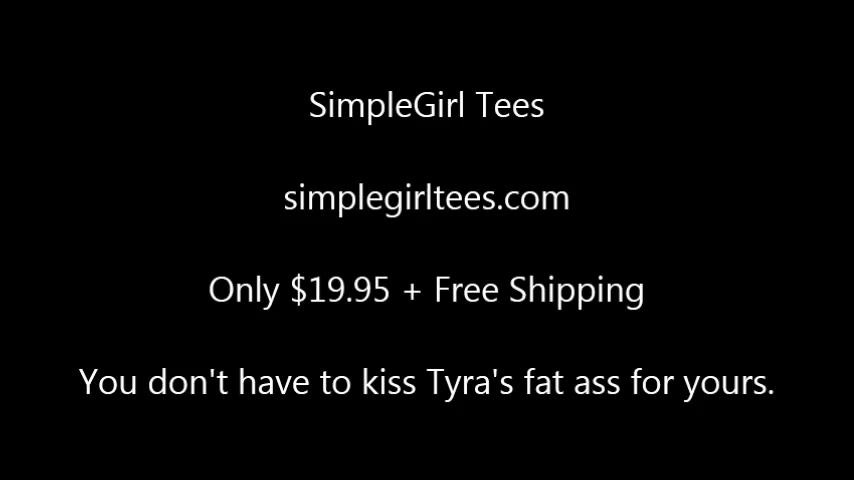 SimpleGirl Tees
simplegirltees.com
Only $19.95 + Free Shipping
You don't have to kiss Tyra's fat ass for yours.